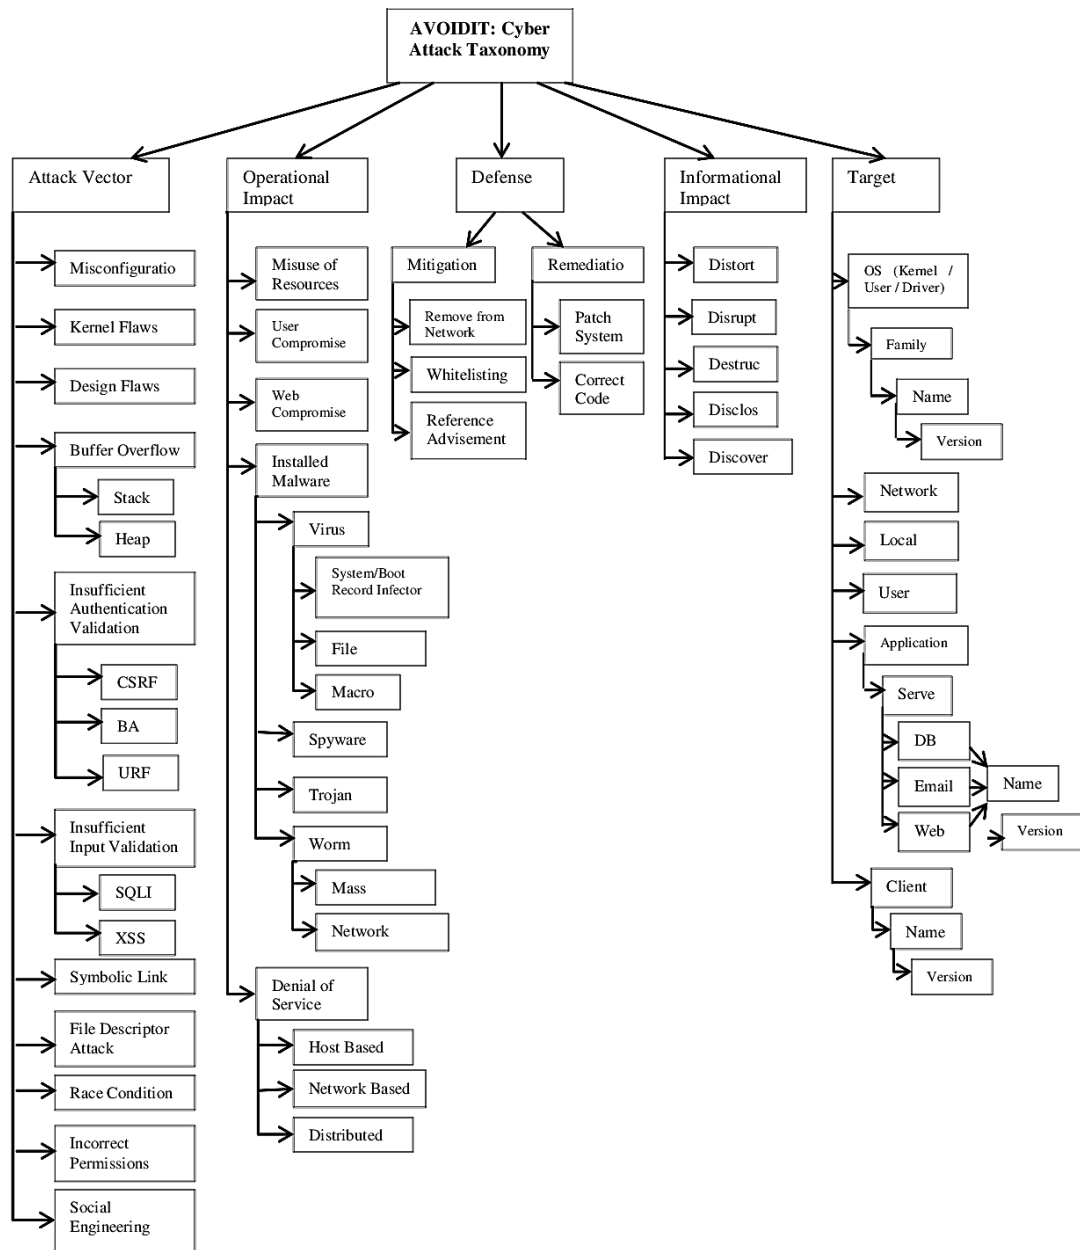 AVOIDIT: Cyber
Attack Taxonomy
Attack Vector
Misconfiguratio
Kernel Flaws
Design Flaws
Buffer Overflow
Stack
Heap
Insufficient
Authentication
Validation
CSRF
BA
URF
Insufficient
Input Validation
SQLI
XSS
Symbolic Link
File Descriptor
Attack
Race Condition
Incorrect
Permissions
Social
Engineering
Operational
Impact
Misuse of
Resources
User
Compromise
Web
Compromise
Installed
Malware
Virus
System/Boot
Record Infector
File
Macro
Spyware
Trojan
Worm
Mass
Network
Denial of
Service
Host Based
Network Based
Distributed
Defense
Mitigation
Remove from
Network
Whitelisting
Reference
Advisement
Remediatio
Patch
System
Correct
Code
Informational
Impact
Distort
Disrupt
Destruc
Disclos
Discover
Target
OS (Kernel /
User / Driver)
Family
Name
Version
Network
Local
User
Application
Serve
DB
Email
Web
Name
Version
Client
Name
Version